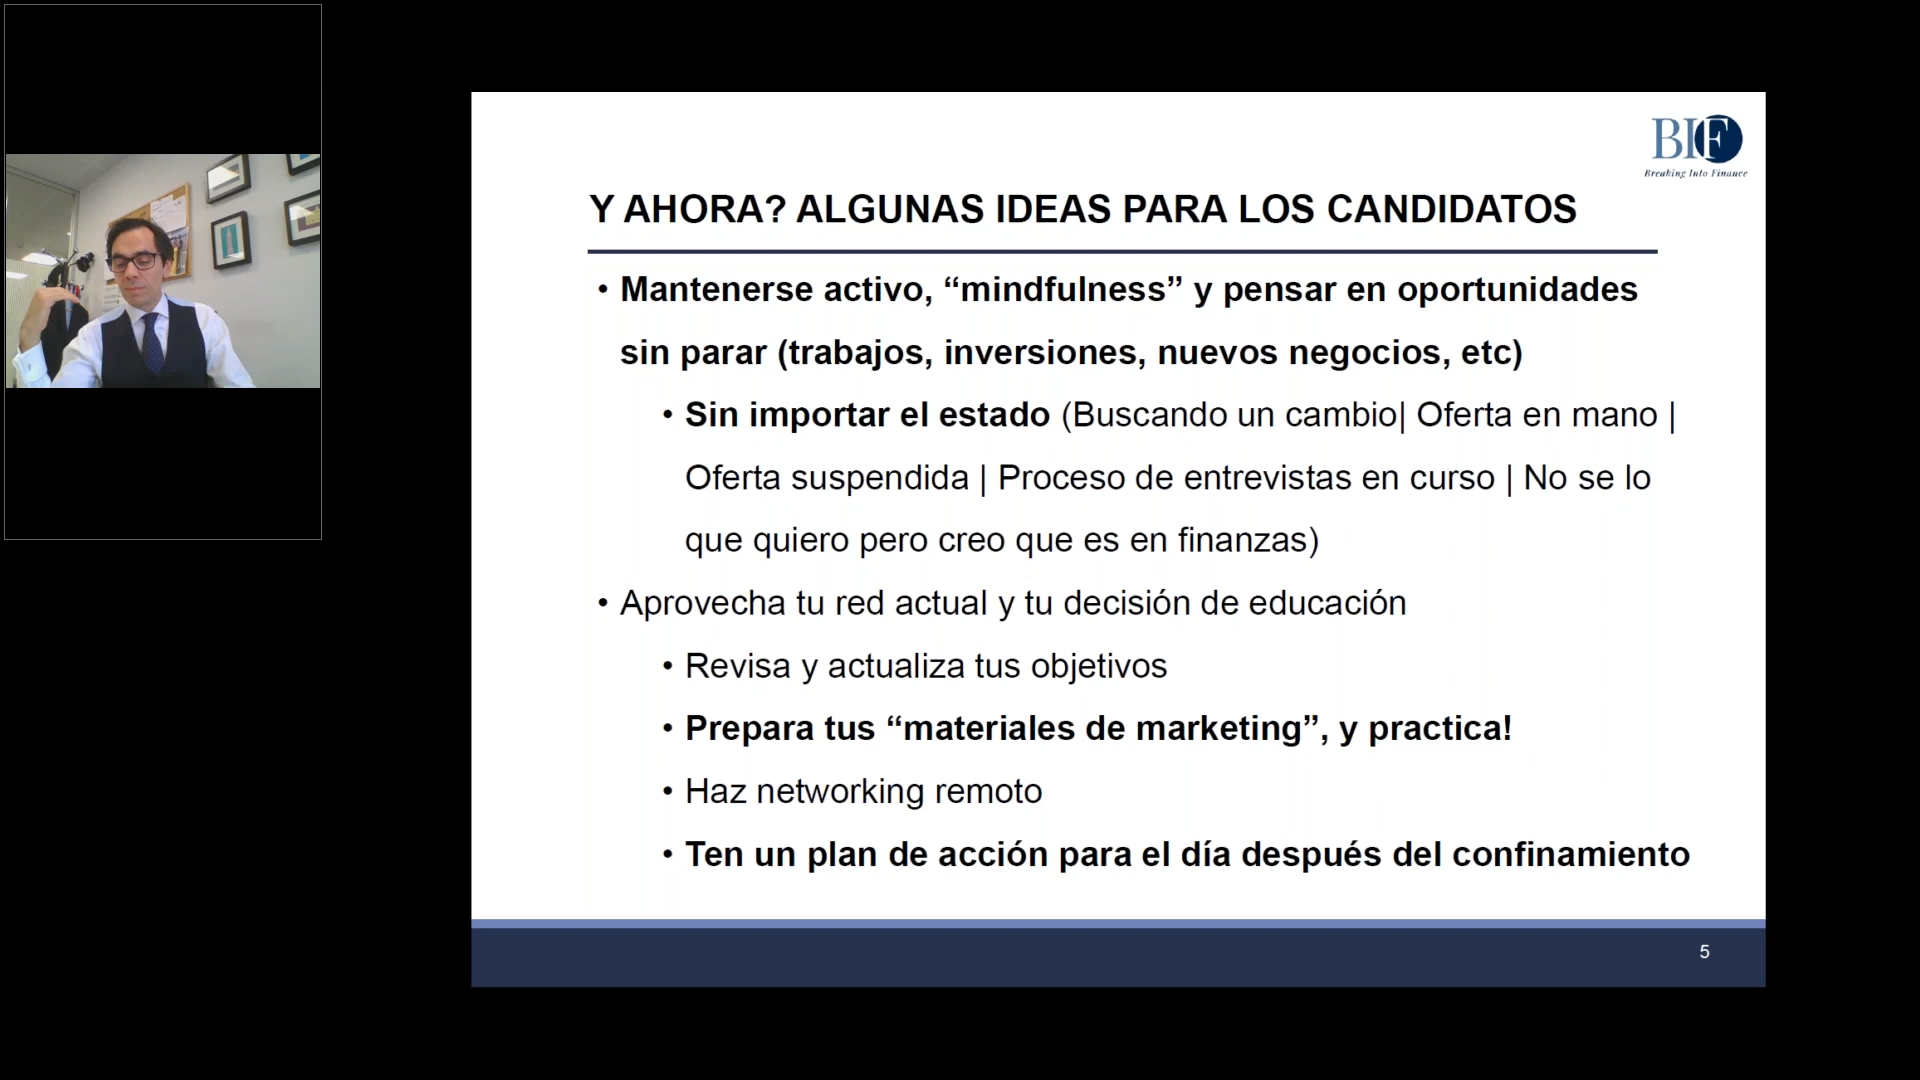 BIF
Breaking Into Finance
Y AHORA? ALGUNAS IDEAS PARA LOS CANDIDATOS
• Mantenerse activo, “mindfulness” y pensar en oportunidades
sin parar (trabajos, inversiones, nuevos negocios, etc)
• Sin importar el estado (Buscando un cambio| Oferta en mano |
Oferta suspendida | Proceso de entrevistas en curso | No se lo
que quiero pero creo que es en finanzas)
• Aprovecha tu red actual y tu decisión de educación
• Revisa y actualiza tus objetivos
• Prepara tus “materiales de marketing”, y practica!
• Haz networking remoto
• Ten un plan de acción para el día después del confinamiento
5